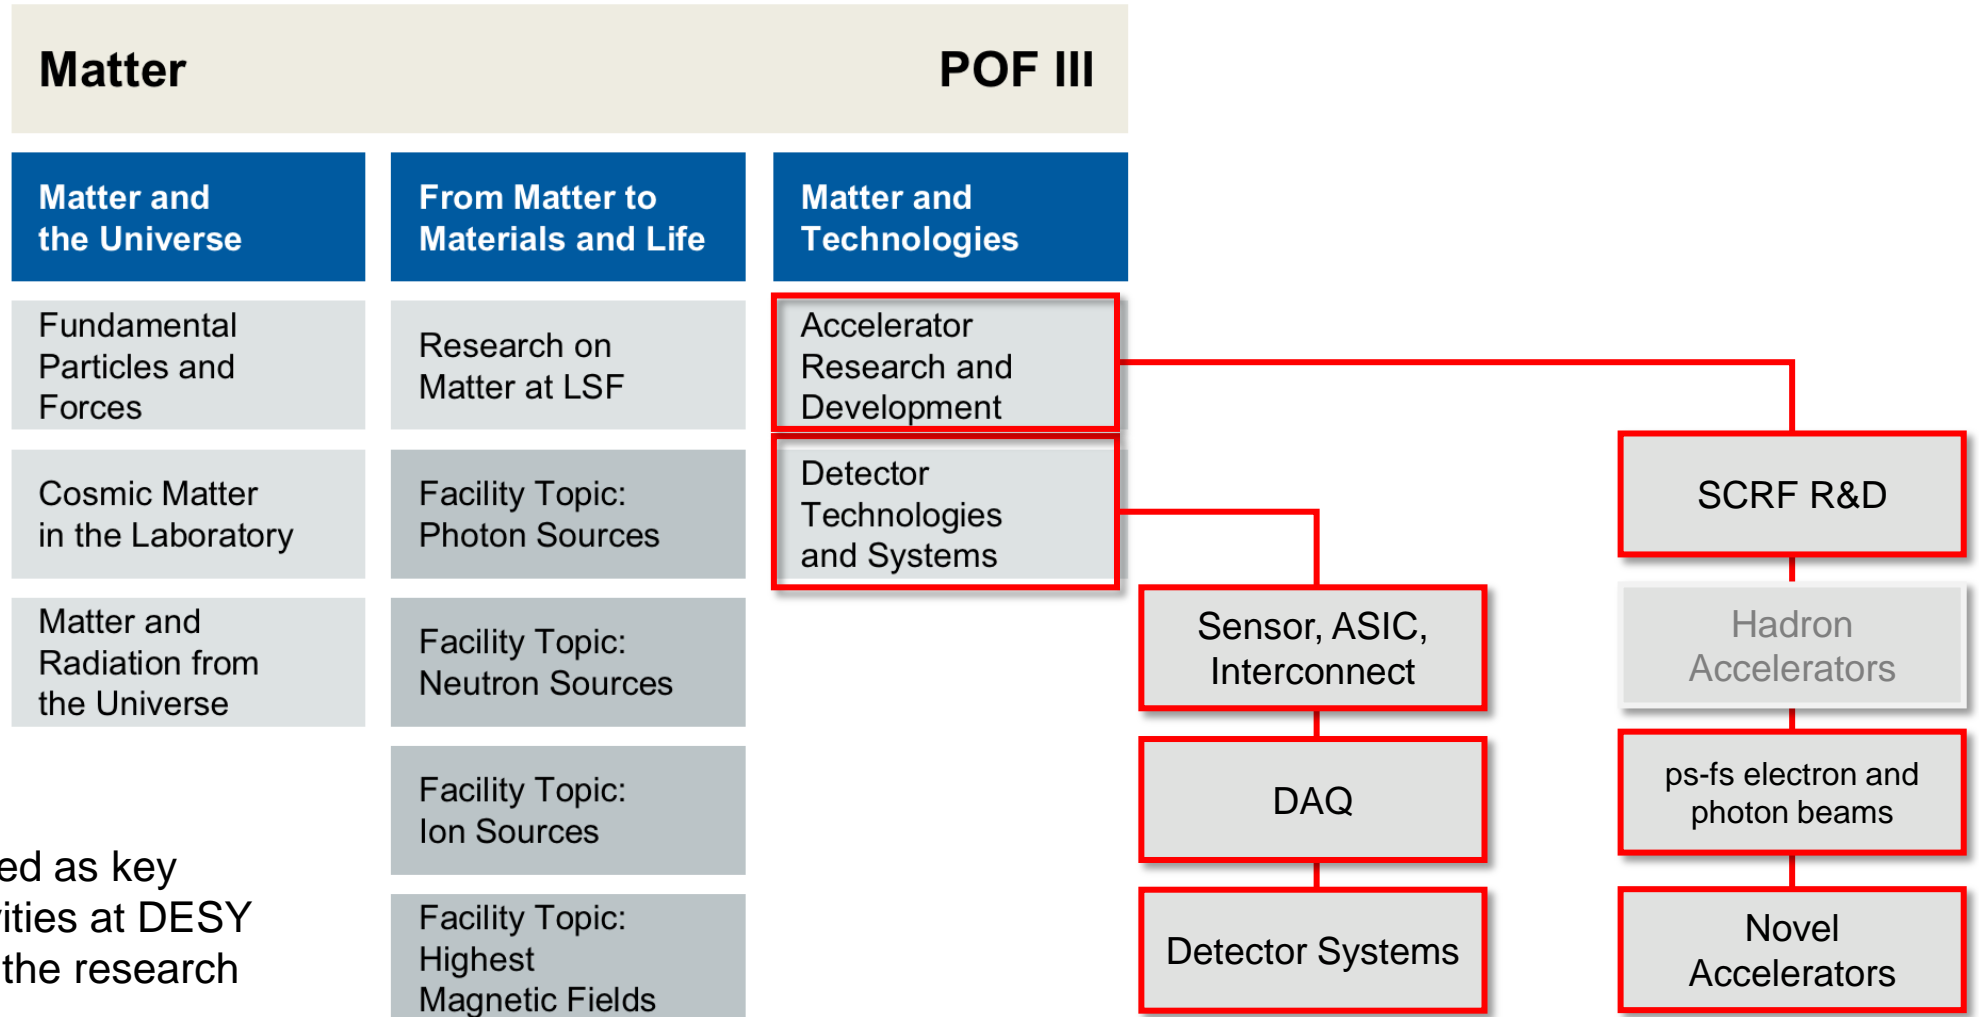 Matter POF III
Matter and
the Universe
From Matter to
Materials and Life
Matter and
Technologies
Fundamental
Particles and
Forces
Research on
Matter at LSF
Accelerator
Research and
Development
Cosmic Matter
in the Laboratory
Facility Topic:
Photon Sources
Detector
Technologies
and Systems
SCRF R&D
Matter and
Radiation from
the Universe
Facility Topic:
Neutron Sources
Sensor, ASIC,
Interconnect
Hadron
Accelerators
Facility Topic:
Ion Sources
DAQ
ps-fs electron and
photon beams
as key
at DESY
the research
Facility Topic:
Highest
Magnetic Fields
Detector Systems
Novel
Accelerators